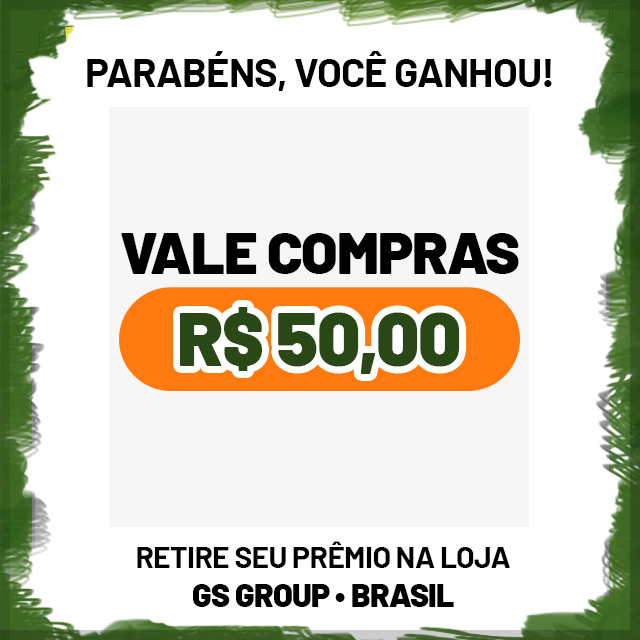 PARABÉNS, VOCÊ GANHOU!
VALE COMPRAS
R$ 50,00
RETIRE SEU PRÊMIO NA LOJA
GS GROUP • BRASIL